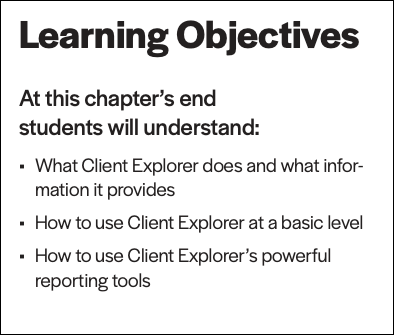 Learning Objectives
At this chapter’s end
students will understand:
▪ What Client Explorer does and what infor-
mation it provides
▪ How to use Client Explorer at a basic level
▪ How to use Client Explorer’s powerful
reporting tools